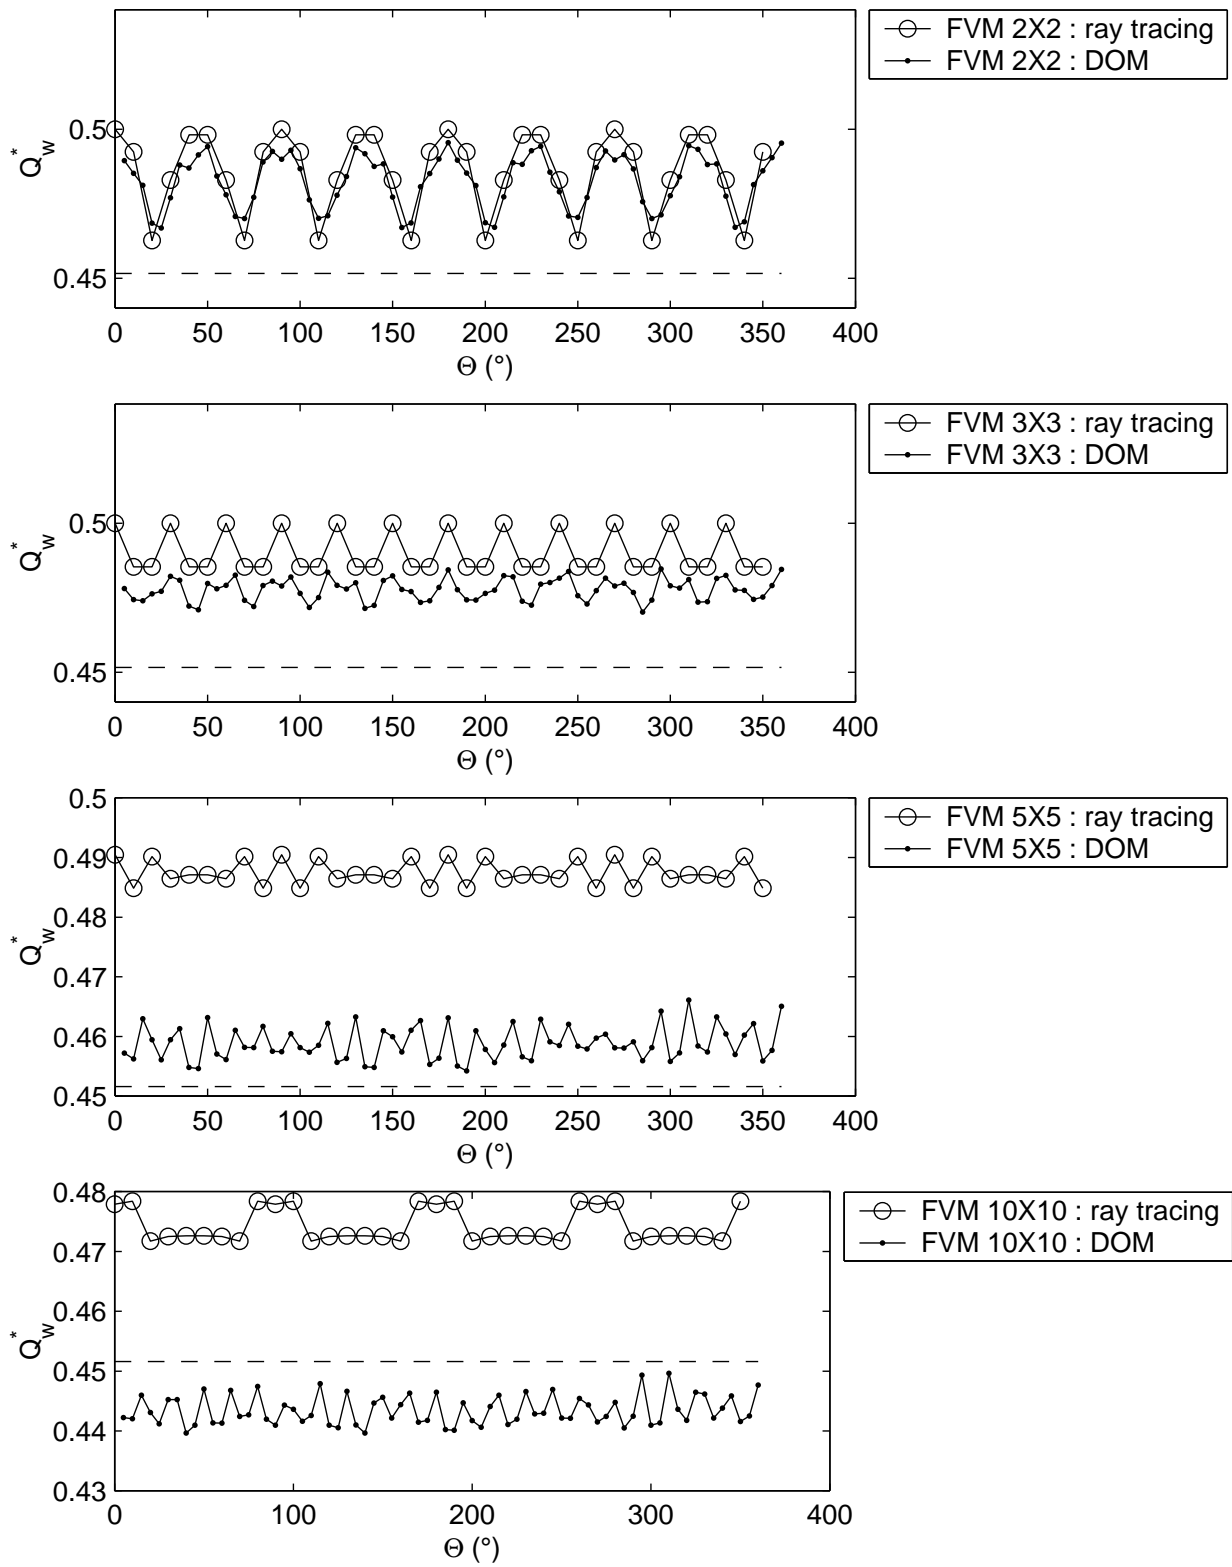 FVM 2X2 : ray tracing
FVM 2X2 : DOM
0.5
0.45
Q*w
0 50 100 150 200 250 300 350 400
Θ (°)
FVM 3X3 : ray tracing
FVM 3X3 : DOM
0.5
0.45
Q*w
0 50 100 150 200 250 300 350 400
Θ (°)
FVM 5X5 : ray tracing
FVM 5X5 : DOM
0.5
0.49
0.48
0.47
0.46
0.45
Q*w
0 50 100 150 200 250 300 350 400
Θ (°)
FVM 10X10 : ray tracing
FVM 10X10 : DOM
0.48
0.47
0.46
0.45
0.44
0.43
Q*w
0 100 200 300 400
Θ (°)